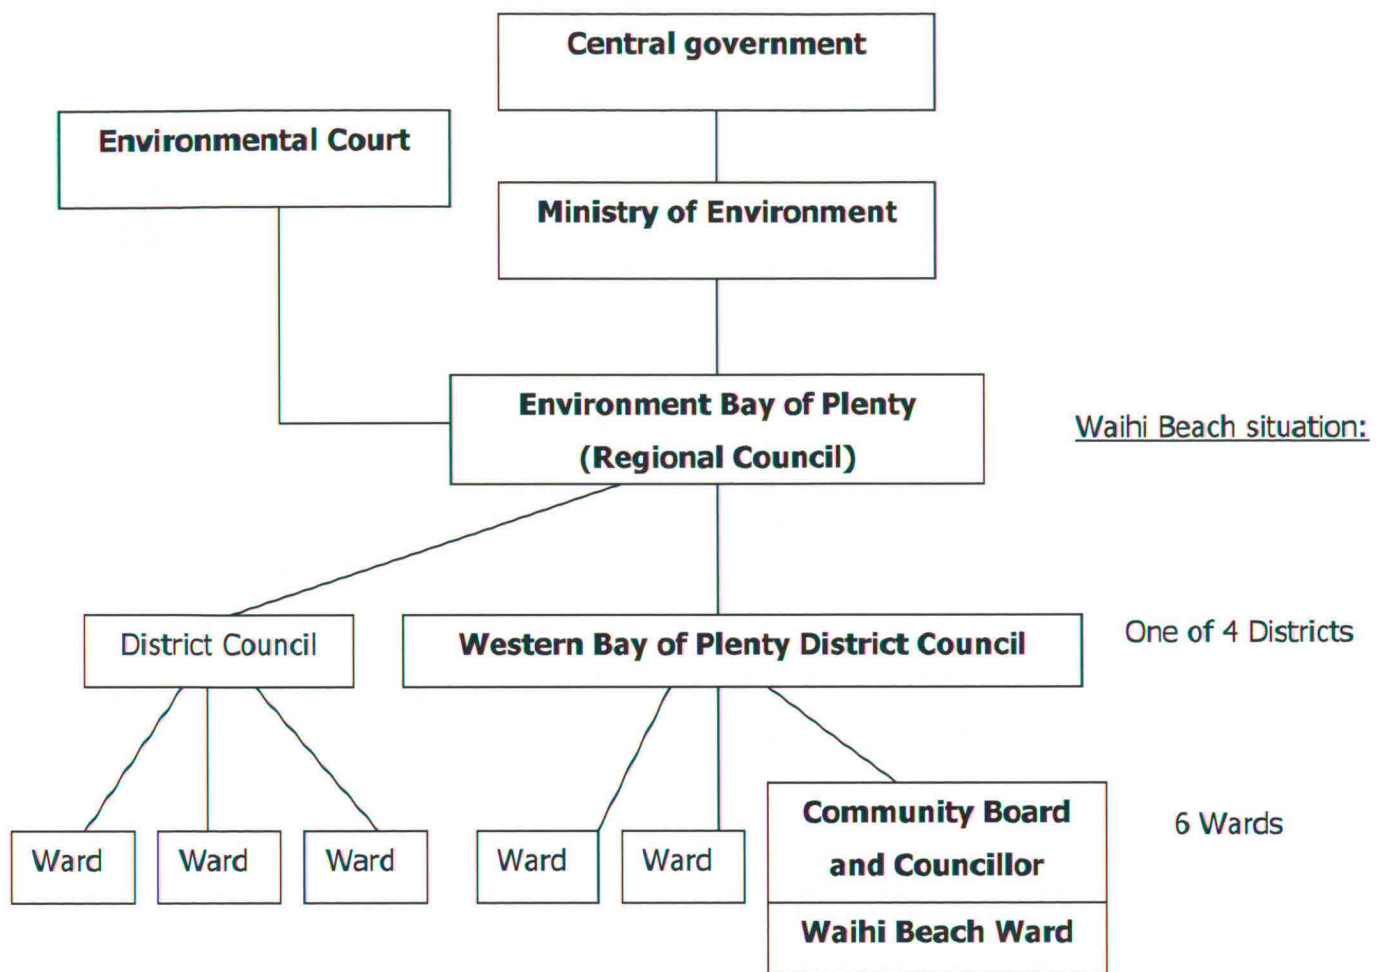 Central government
Environmental Court
Ministry of Environment
Environment Bay of Plenty
(Regional Council)
Waihi Beach situation:
District Council
Western Bay of Plenty District Council
One of 4 Districts
Ward
Ward
Ward
Ward
Ward
Community Board
and Councillor
Waihi Beach Ward
6 Wards